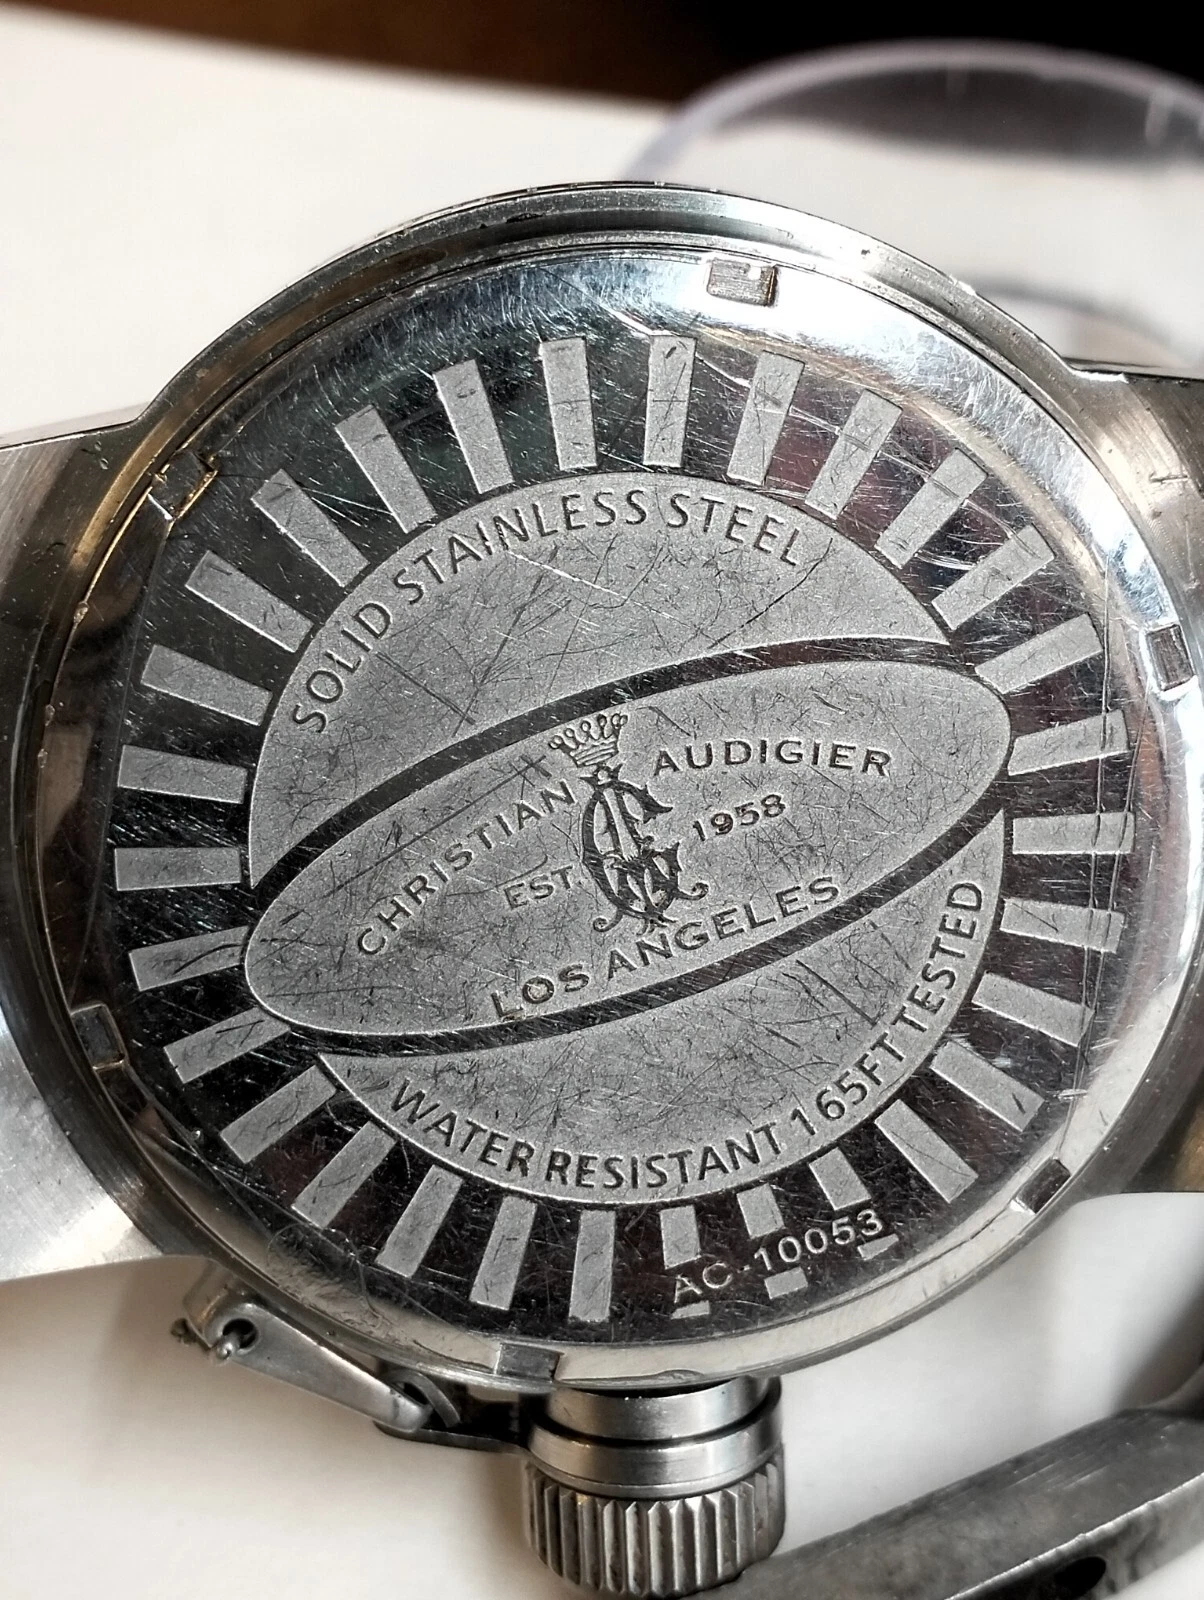 SOLID STAINLESS STEEL
CHRISTIAN AUDIGIER
EST. 1958
LOS ANGELES
WATER RESISTANT 165FT TESTED
AC-10053